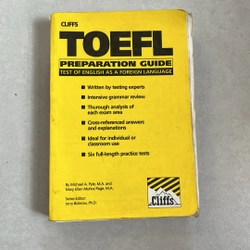 CLIFFS
TOEFL
PREPARATION GUIDE
TEST OF ENGLISH AS A FOREIGN LANGUAGE
Written by testing experts
Intensive grammar review
Thorough analysis of
each exam area
Cross-referenced answers
and explanations
Ideal for individual or
classroom use
Six full-length practice tests
By Michael A. Pyle, M.A. and
Mary Ellen Muñoz Page, M.A.
Series Editor:
Jerry Bobrow, Ph.D.
Cliffs